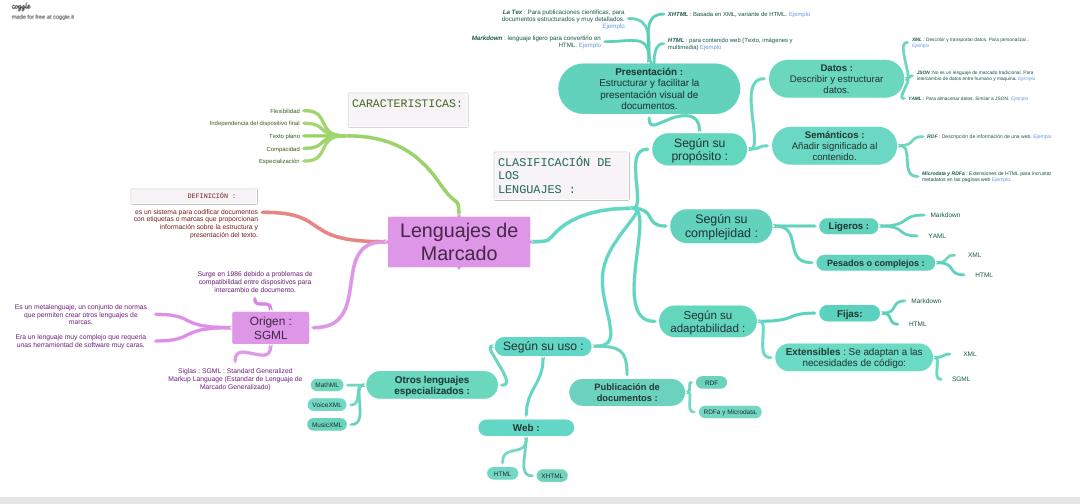 coggle
made for free at coggle.it
Lenguajes de
Marcado
CARACTERISTICAS:
Flexibilidad
Independencia del dispositivo final
Texto plano
Compacidad
Especialización
DEFINICIÓN :
es un sistema para codificar documentos
con etiquetas o marcas que proporcionan
información sobre la estructura y
presentación del texto.
Origen :
SGML
Surge en 1986 debido a problemas de
compatibilidad entre dispositivos para
intercambio de documento.
Es un metalenguaje, un conjunto de normas
que permiten crear otros lenguajes de
marcas.
Era un lenguaje muy complejo que requeria
unas herramientad de software muy caras.
Siglas : SGML : Standard Generalized
Markup Language (Estandar de Lenguaje de
Marcado Generalizado)
CLASIFICACIÓN DE
LOS
LENGUAJES :
Según su
propósito :
Presentación :
Estructurar y facilitar la
presentación visual de
documentos.
La Tex : Para publicaciones cientificas, para
documentos estructurados y muy detallados.
Ejemplo
Markdown : lenguaje ligero para convertirlo en
HTML. Ejemplo
XHTML : Basada en XML, variante de HTML. Ejemplo
HTML : para contenido web (Texto, imágenes y
multimedia) Ejemplo
Datos :
Describir y estructurar
datos.
XML : Describir y transportar datos. Para personalizar..
Ejemplo
JSON :No es un lenguaje de marcado tradicional. Para
intercambio de datos entre humano y maquina. Ejemplo
YAML : Para almacenar datos. Similar a JSON. Ejemplo
Semánticos :
Añadir significado al
contenido.
RDF : Descripción de información de una web. Ejemplo
Microdata y RDFa : Extensiones de HTML para incrustar
metadatos en las paginas web Ejemplo
Según su
complejidad :
Ligeros :
Markdown
YAML
Pesados o complejos :
XML
HTML
Según su
adaptabilidad :
Fijas:
Markdown
HTML
Extensibles : Se adaptan a las
necesidades de código:
XML
SGML
Según su uso :
Otros lenguajes
especializados :
MathML
VoiceXML
MusicXML
Web :
HTML
XHTML
Publicación de
documentos :
RDF
RDFa y Microdata.